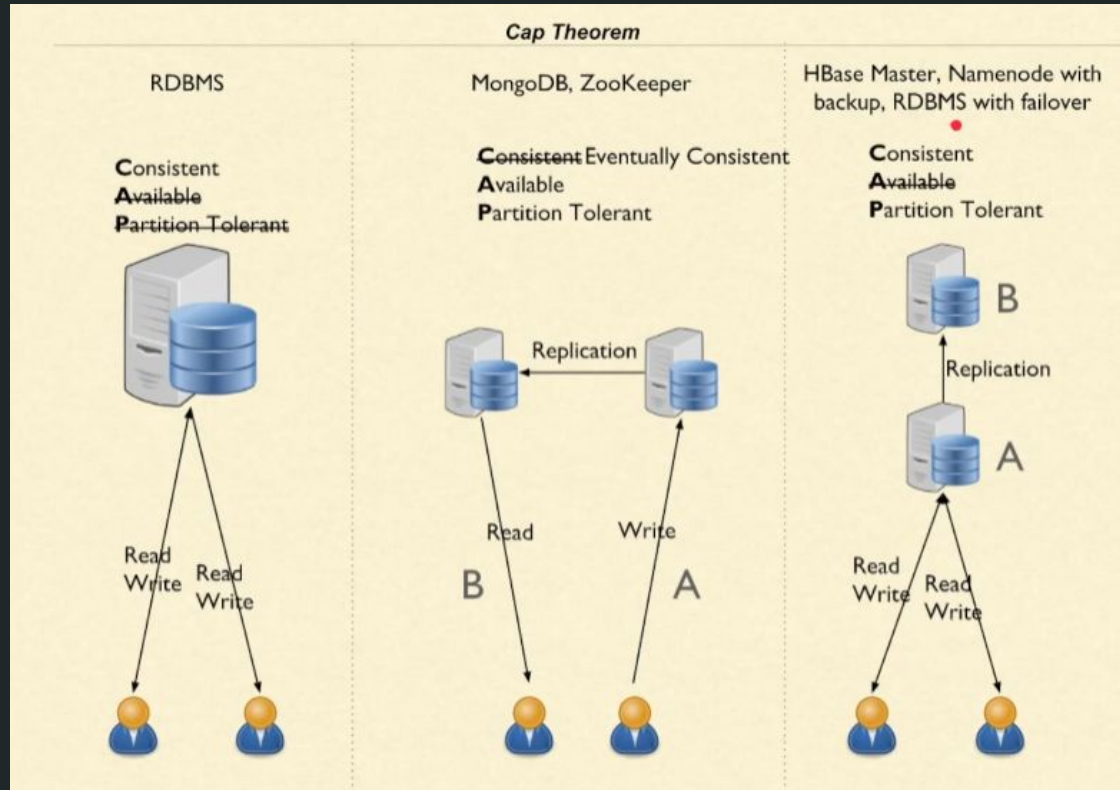 Cap Theorem
RDBMS
Consistent
Available
Partition Tolerant
Read
Write
Read
Write
MongoDB, ZooKeeper
Consistent Eventually Consistent
Available
Partition Tolerant
Replication
Read
Write
B
A
HBase Master, Namenode with
backup, RDBMS with failover
Consistent
Available
Partition Tolerant
B
Replication
A
Read
Write
Read
Write